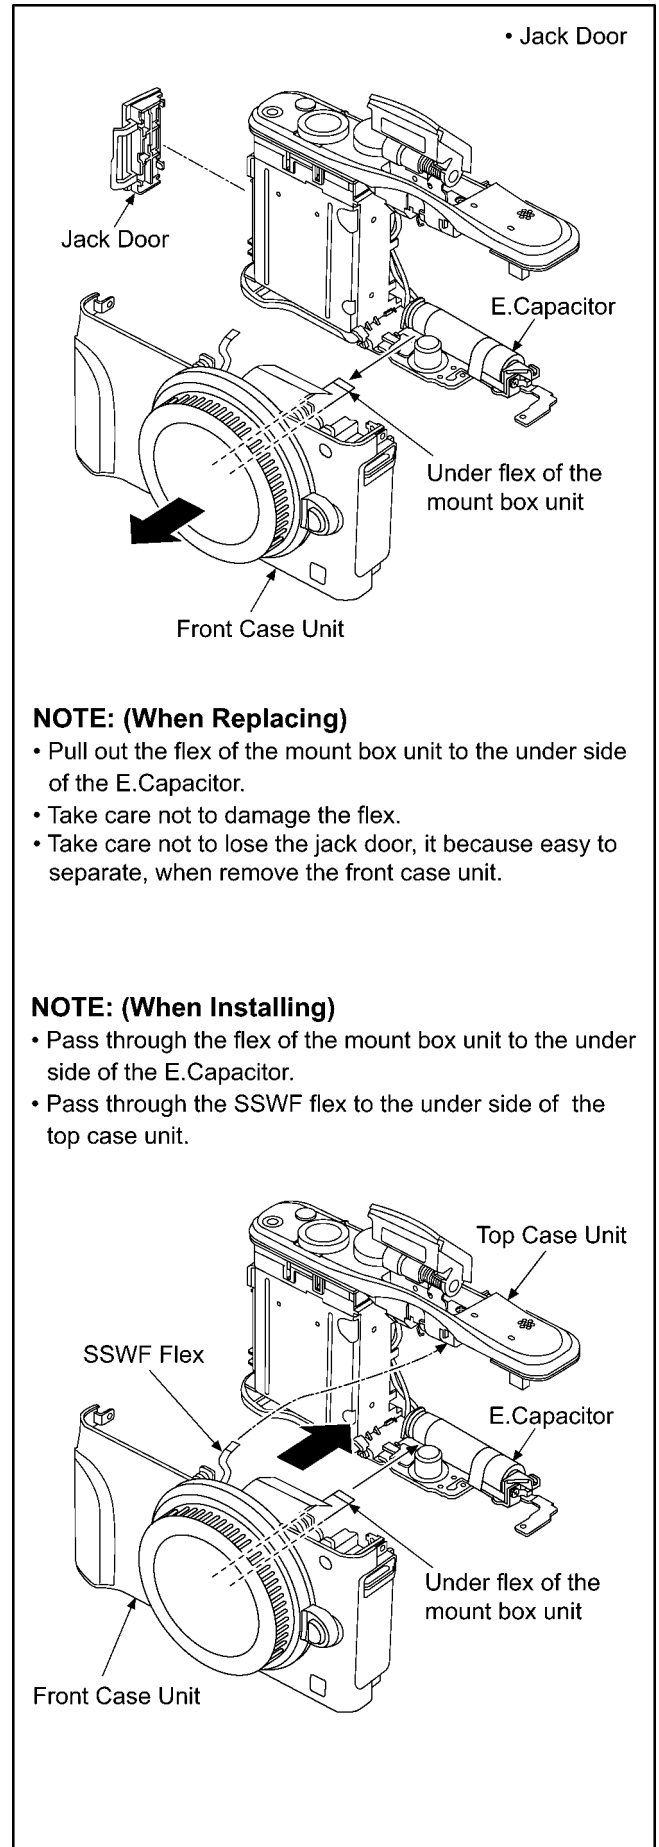 • Jack Door
Jack Door
E.Capacitor
Under flex of the
mount box unit
Front Case Unit
NOTE: (When Replacing)
• Pull out the flex of the mount box unit to the under side
of the E.Capacitor.
• Take care not to damage the flex.
• Take care not to lose the jack door, it because easy to
separate, when remove the front case unit.
NOTE: (When Installing)
• Pass through the flex of the mount box unit to the under
side of the E.Capacitor.
• Pass through the SSWF flex to the under side of the
top case unit.
Top Case Unit
SSWF Flex
E.Capacitor
Under flex of the
mount box unit
Front Case Unit